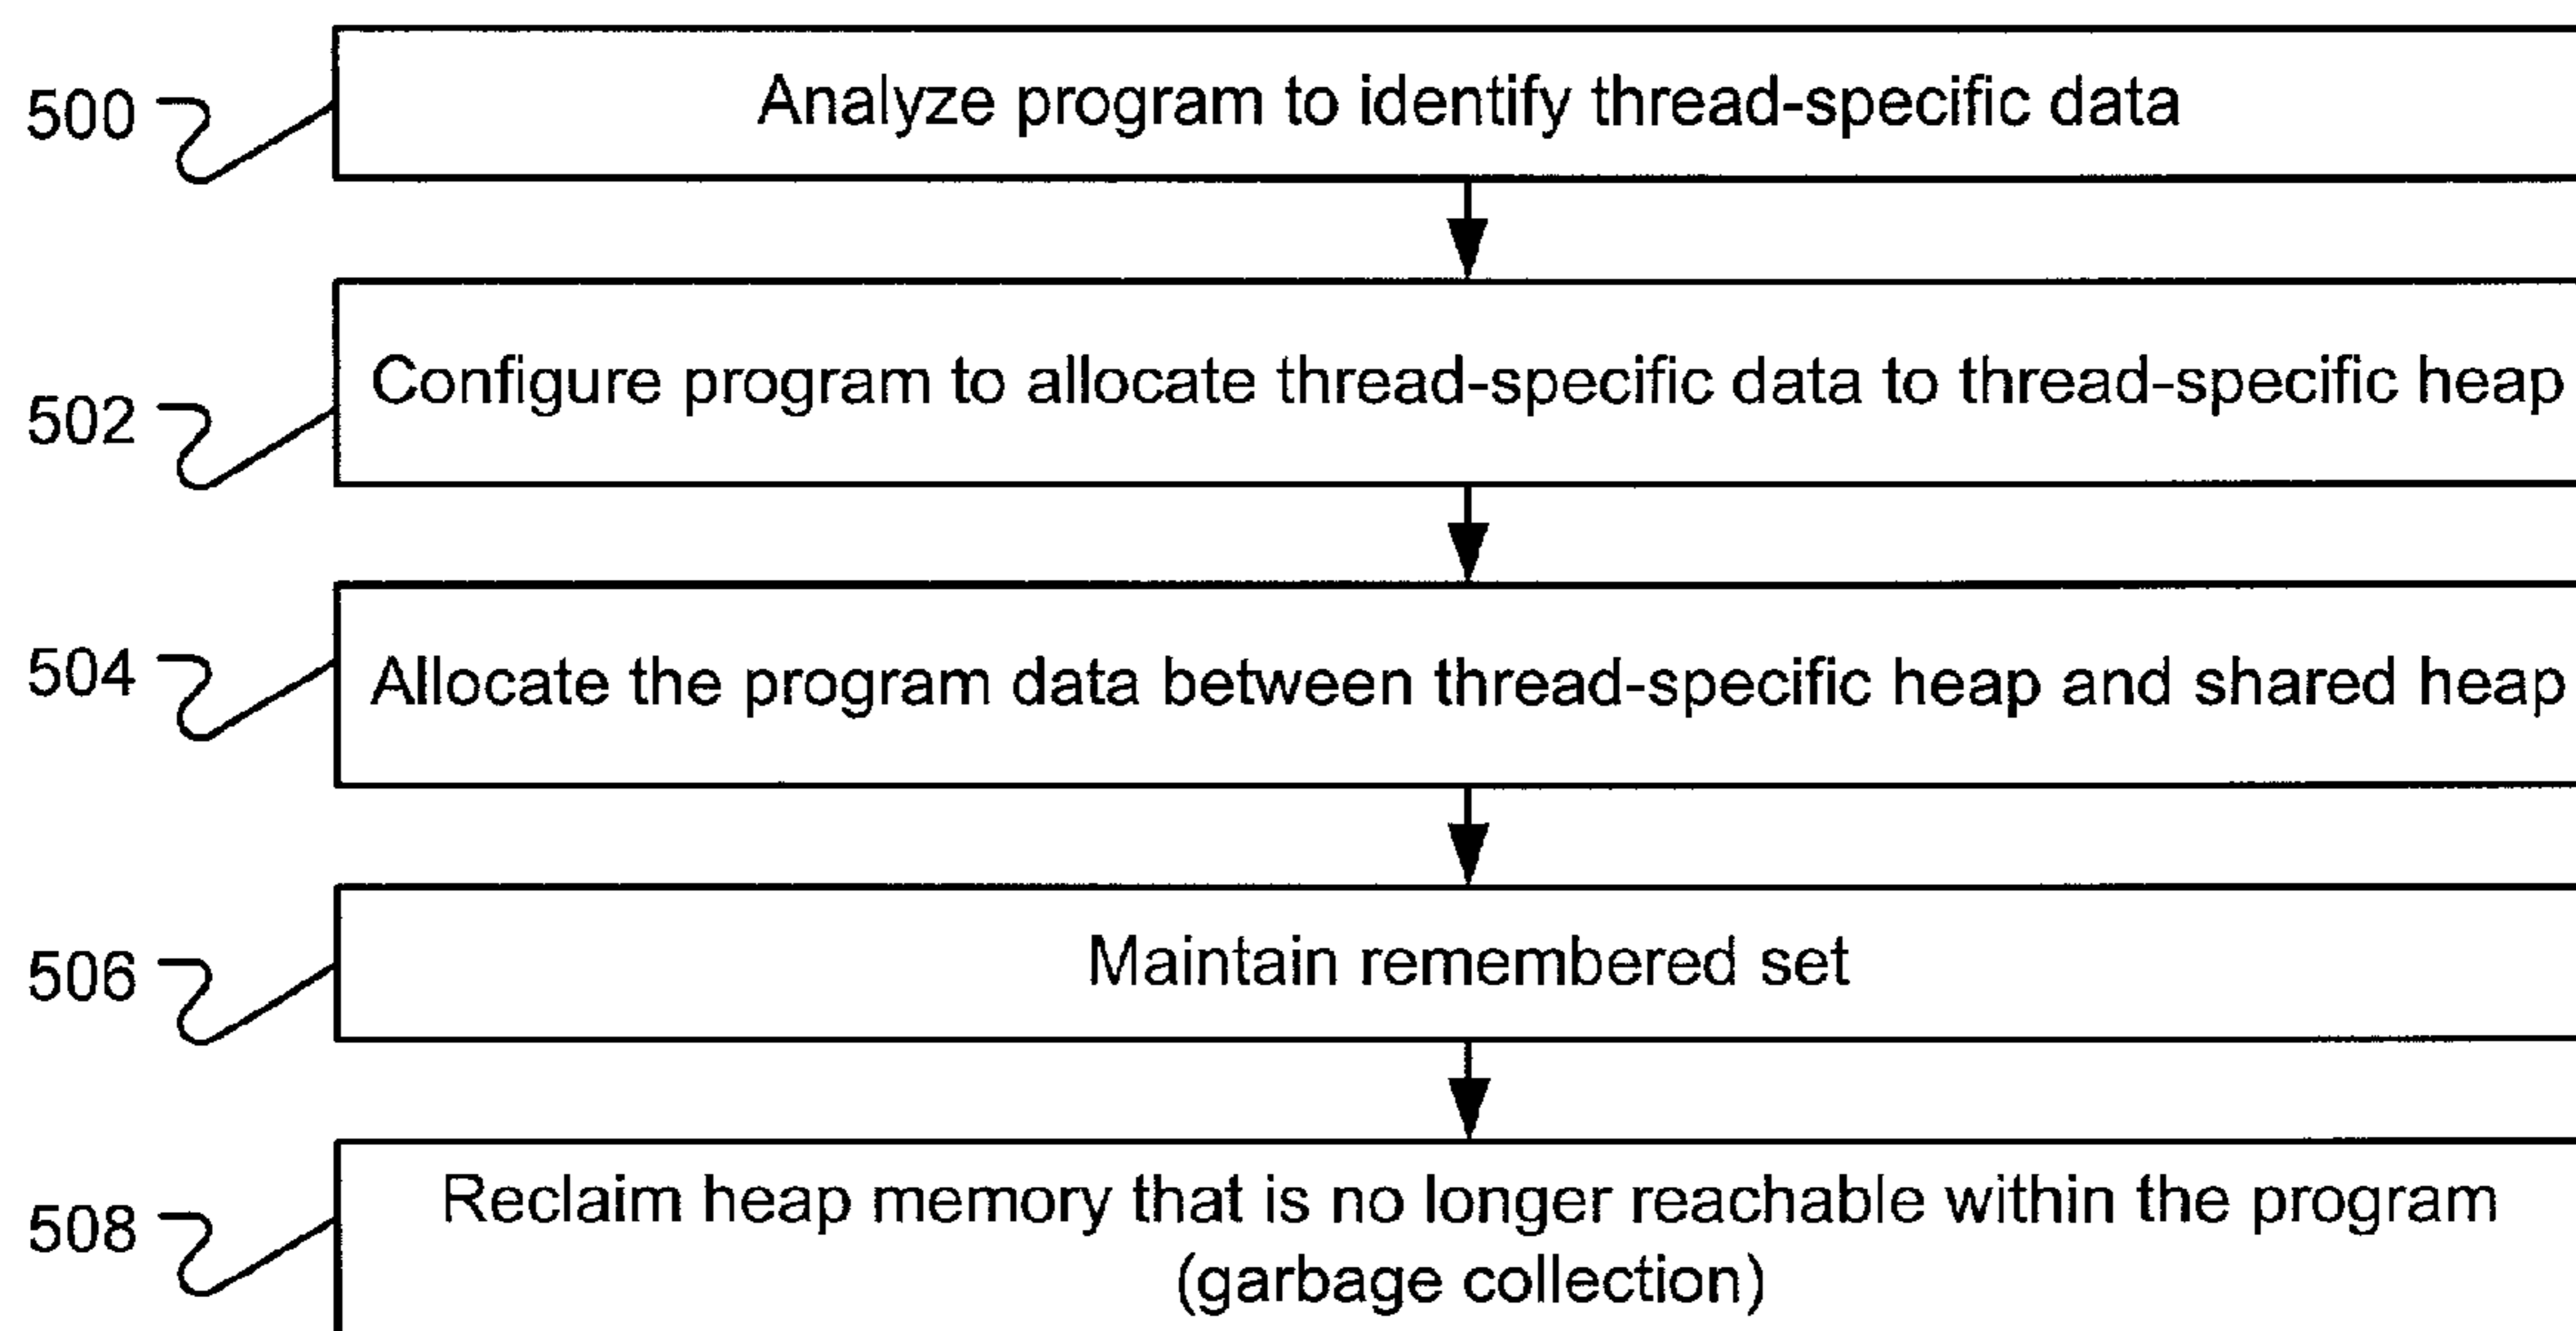 500
Analyze program to identify thread-specific data
502
Configure program to allocate thread-specific data to thread-specific heap
504
Allocate the program data between thread-specific heap and shared heap
506
Maintain remembered set
508
Reclaim heap memory that is no longer reachable within the program
(garbage collection)